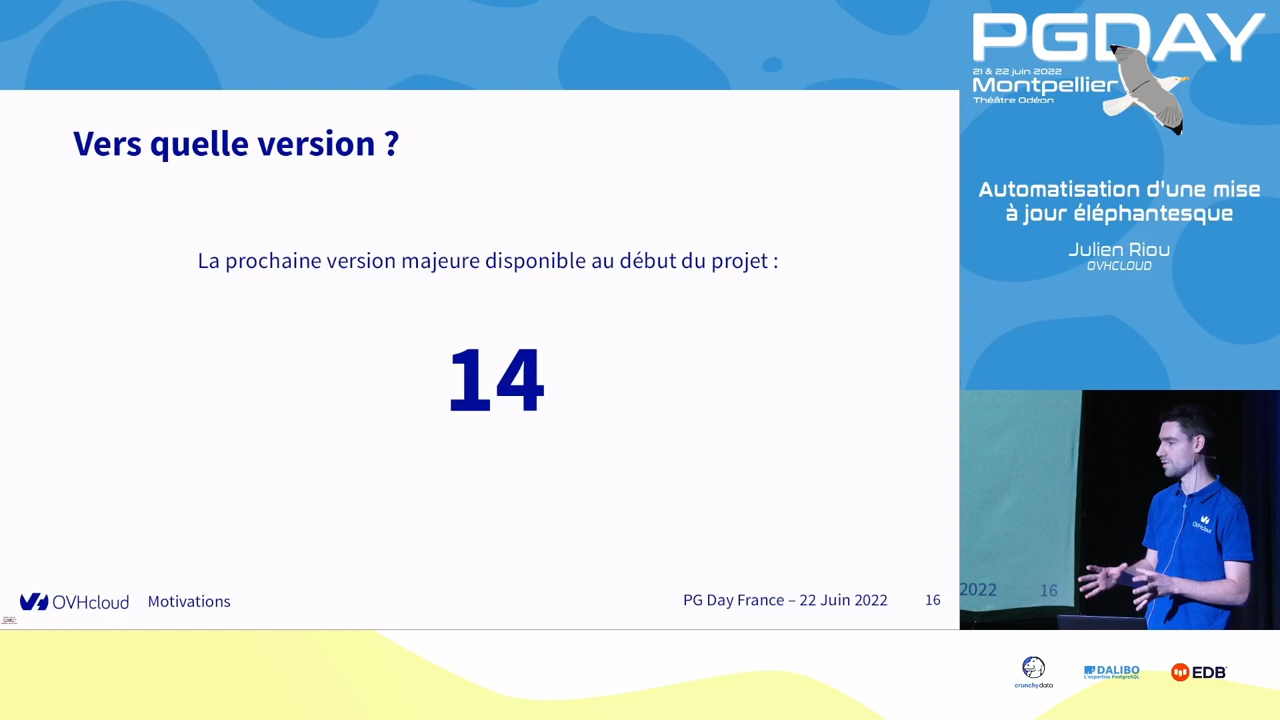 Vers quelle version ?
La prochaine version majeure disponible au début du projet :
14
OVHcloud
Motivations
PG Day France – 22 Juin 2022
16
PGDAY
21 & 22 juin 2022
Montpellier
Théâtre Odéon
Automatisation d'une mise
à jour éléphantesque
Julien Riou
OVHCLOUD
OVHcloud
2022
16
crunchydata
DALIBO
L'expertise PostgreSQL
EDB